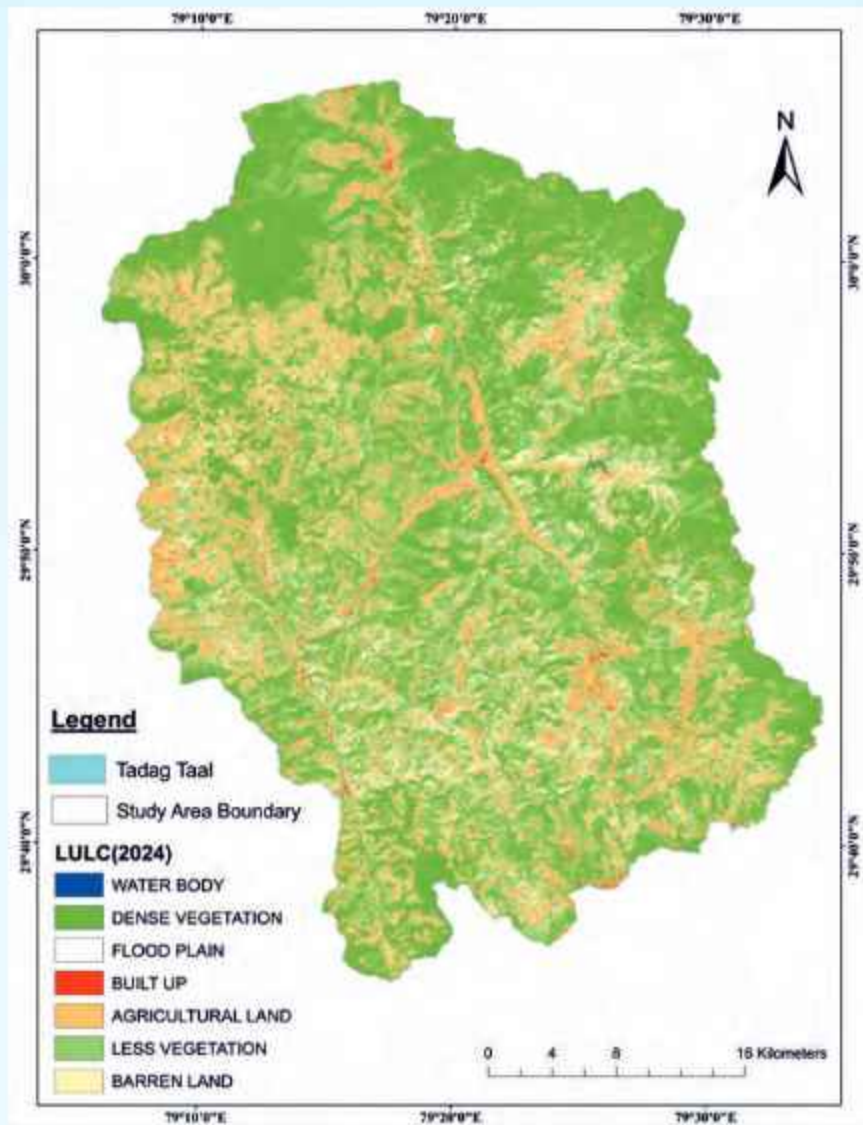 79°10'0"E 79°20'0"E 79°30'0"E
N
30°0'0"N 30°0'0"N
29°50'0"N 29°50'0"N
29°40'0"N 29°40'0"N
Legend
Tadag Taal
Study Area Boundary
LULC(2024)
WATER BODY
DENSE VEGETATION
FLOOD PLAIN
BUILT UP
AGRICULTURAL LAND
LESS VEGETATION
BARREN LAND
0 4 8 16 Kilometers
79°10'0"E 79°20'0"E 79°30'0"E